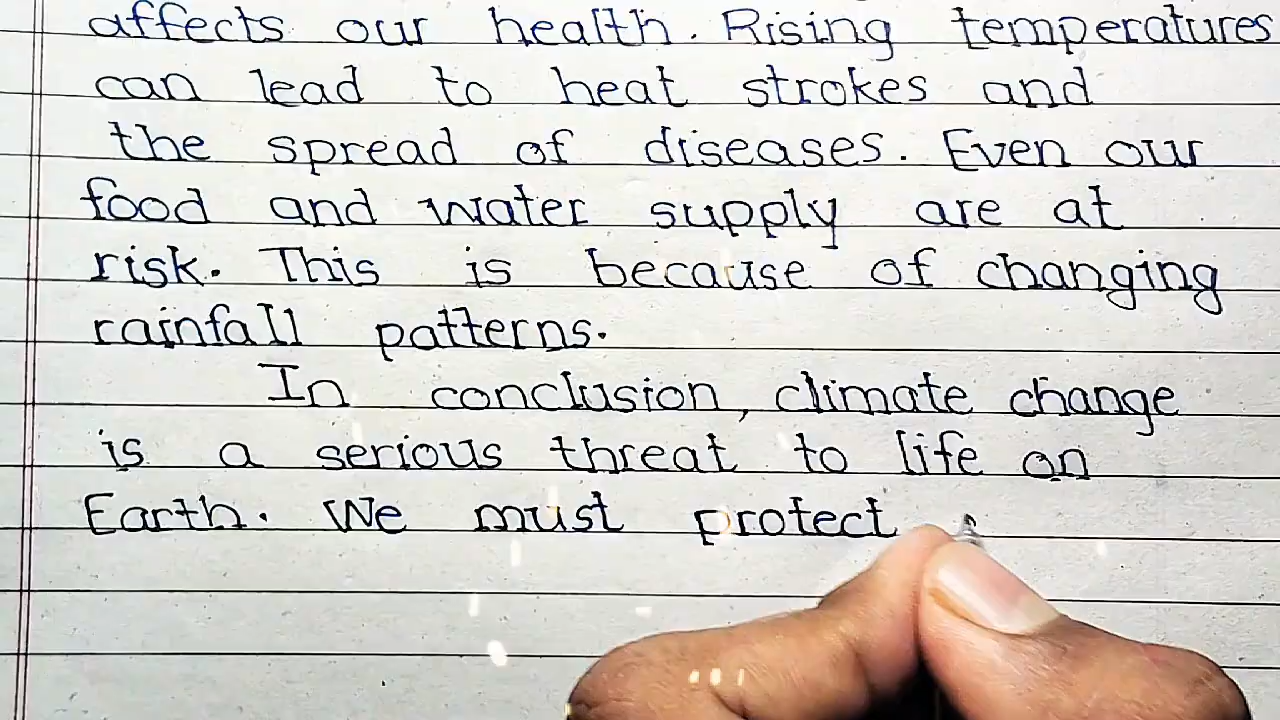 affects our health. Rising temperatures
can lead to heat strokes and
the spread of diseases. Even our
food and water supply are at
risk. This is because of changing
rainfall patterns.
In conclusion, climate change
is a serious threat to life on
Earth. We must protect